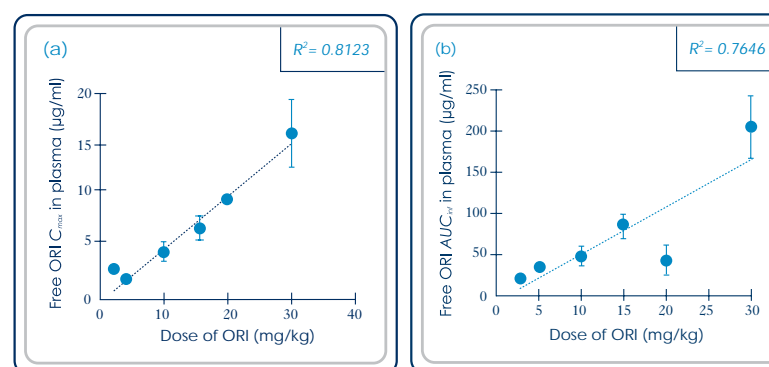 (a)
R²= 0.8123
Free ORI Cmax in plasma (µg/ml)
20
15
10
5
0
0 10 20 30 40
Dose of ORI (mg/kg)
(b)
R²= 0.7646
Free ORI AUCinf in plasma (µg/ml)
250
200
150
100
50
0
0 5 10 15 20 30
Dose of ORI (mg/kg)